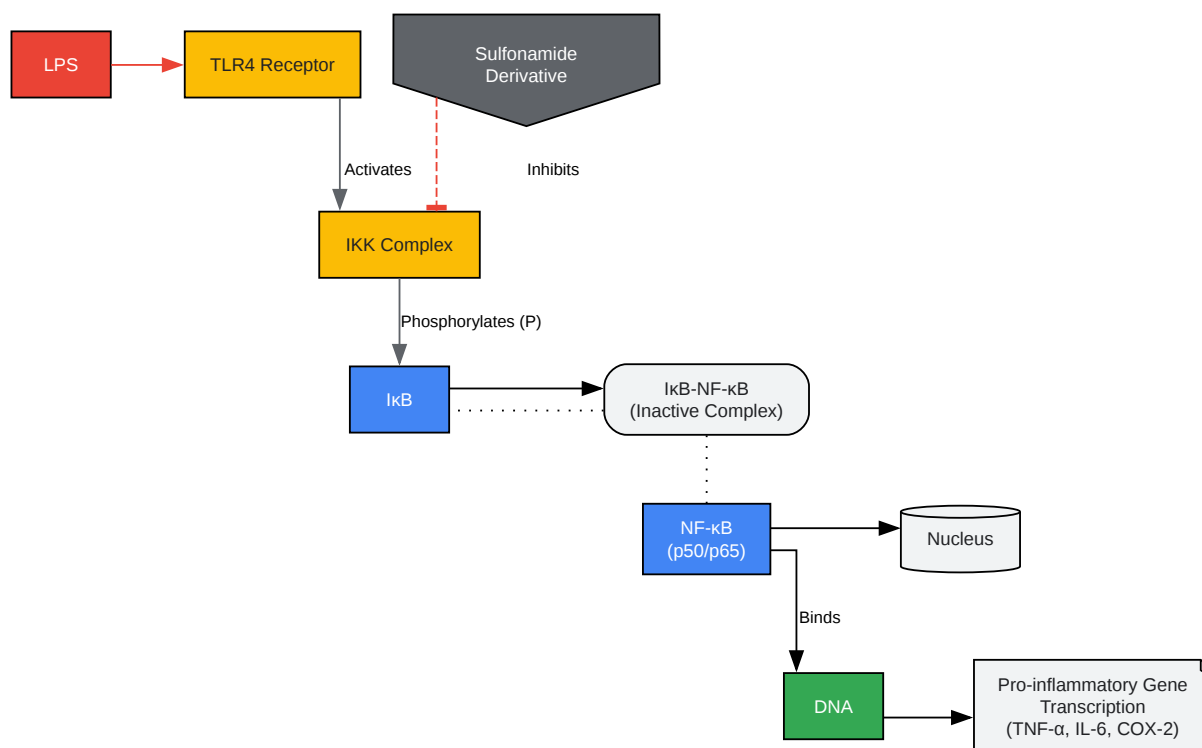 LPS
TLR4 Receptor
Sulfonamide
Derivative
Activates
Inhibits
IKK Complex
Phosphorylates (P)
IκB
IκB-NF-κB
(Inactive Complex)
NF-κB
(p50/p65)
Nucleus
Binds
DNA
Pro-inflammatory Gene
Transcription
(TNF-α, IL-6, COX-2)